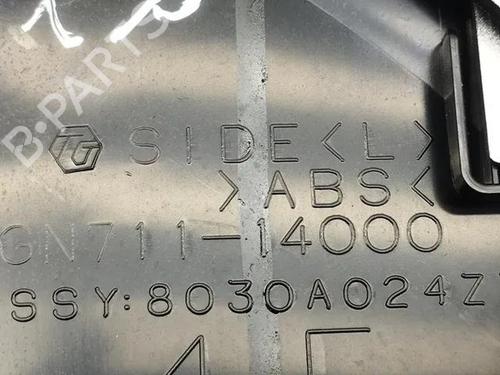 B-PARTS
SIDE<L>
>ABS<
GN711-14000
SSY:8030A024Z